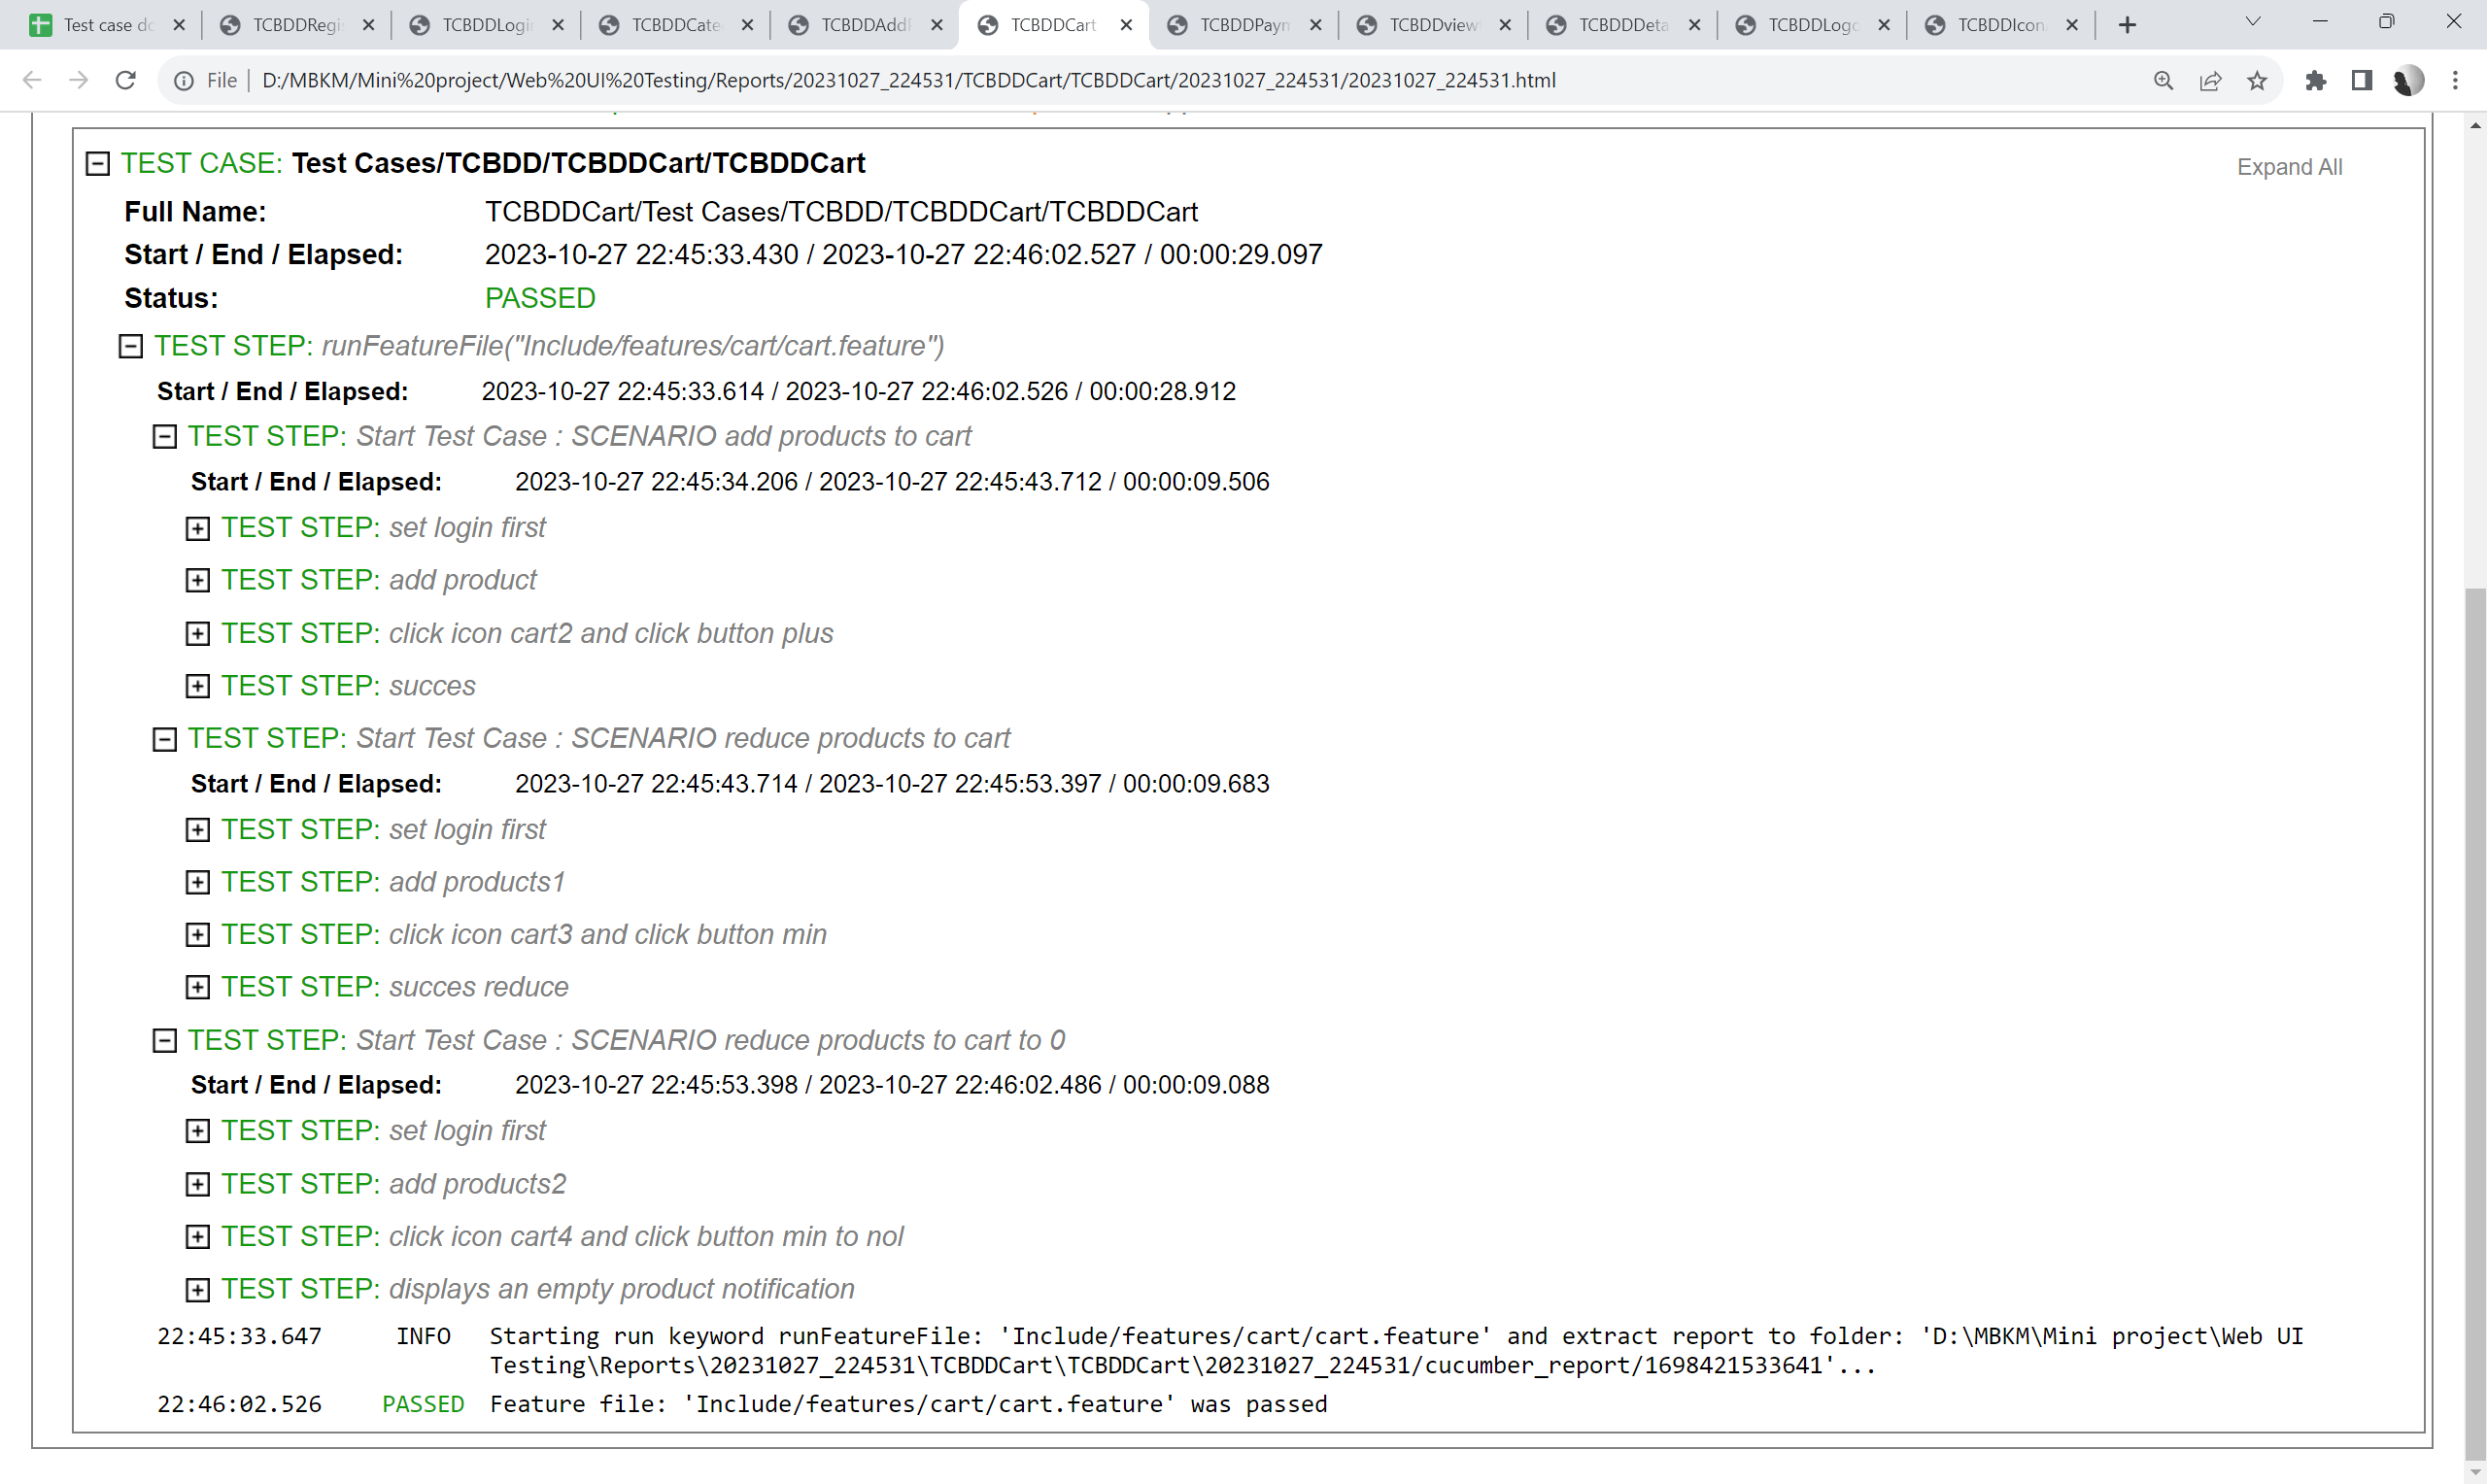 Test case do
TCBDDRegi
TCBDDLogi
TCBDDCate
TCBDDAddI
TCBDDCart
TCBDDPaym
TCBDDview
TCBDDDeta
TCBDDLogo
TCBDDIcon
File
D:/MBKM/Mini%20project/Web%20UI%20Testing/Reports/20231027_224531/TCBDDCart/TCBDDCart/20231027_224531/20231027_224531.html
TEST CASE: Test Cases/TCBDD/TCBDDCart/TCBDDCart
Expand All
Full Name: TCBDDCart/Test Cases/TCBDD/TCBDDCart/TCBDDCart
Start / End / Elapsed: 2023-10-27 22:45:33.430 / 2023-10-27 22:46:02.527 / 00:00:29.097
Status: PASSED
TEST STEP: runFeatureFile("Include/features/cart/cart.feature")
Start / End / Elapsed: 2023-10-27 22:45:33.614 / 2023-10-27 22:46:02.526 / 00:00:28.912
TEST STEP: Start Test Case : SCENARIO add products to cart
Start / End / Elapsed: 2023-10-27 22:45:34.206 / 2023-10-27 22:45:43.712 / 00:00:09.506
TEST STEP: set login first
TEST STEP: add product
TEST STEP: click icon cart2 and click button plus
TEST STEP: succes
TEST STEP: Start Test Case : SCENARIO reduce products to cart
Start / End / Elapsed: 2023-10-27 22:45:43.714 / 2023-10-27 22:45:53.397 / 00:00:09.683
TEST STEP: set login first
TEST STEP: add products1
TEST STEP: click icon cart3 and click button min
TEST STEP: succes reduce
TEST STEP: Start Test Case : SCENARIO reduce products to cart to 0
Start / End / Elapsed: 2023-10-27 22:45:53.398 / 2023-10-27 22:46:02.486 / 00:00:09.088
TEST STEP: set login first
TEST STEP: add products2
TEST STEP: click icon cart4 and click button min to nol
TEST STEP: displays an empty product notification
22:45:33.647 INFO Starting run keyword runFeatureFile: 'Include/features/cart/cart.feature' and extract report to folder: 'D:\MBKM\Mini project\Web UI
Testing\Reports\20231027_224531\TCBDDCart\TCBDDCart\20231027_224531/cucumber_report/1698421533641'...
22:46:02.526 PASSED Feature file: 'Include/features/cart/cart.feature' was passed